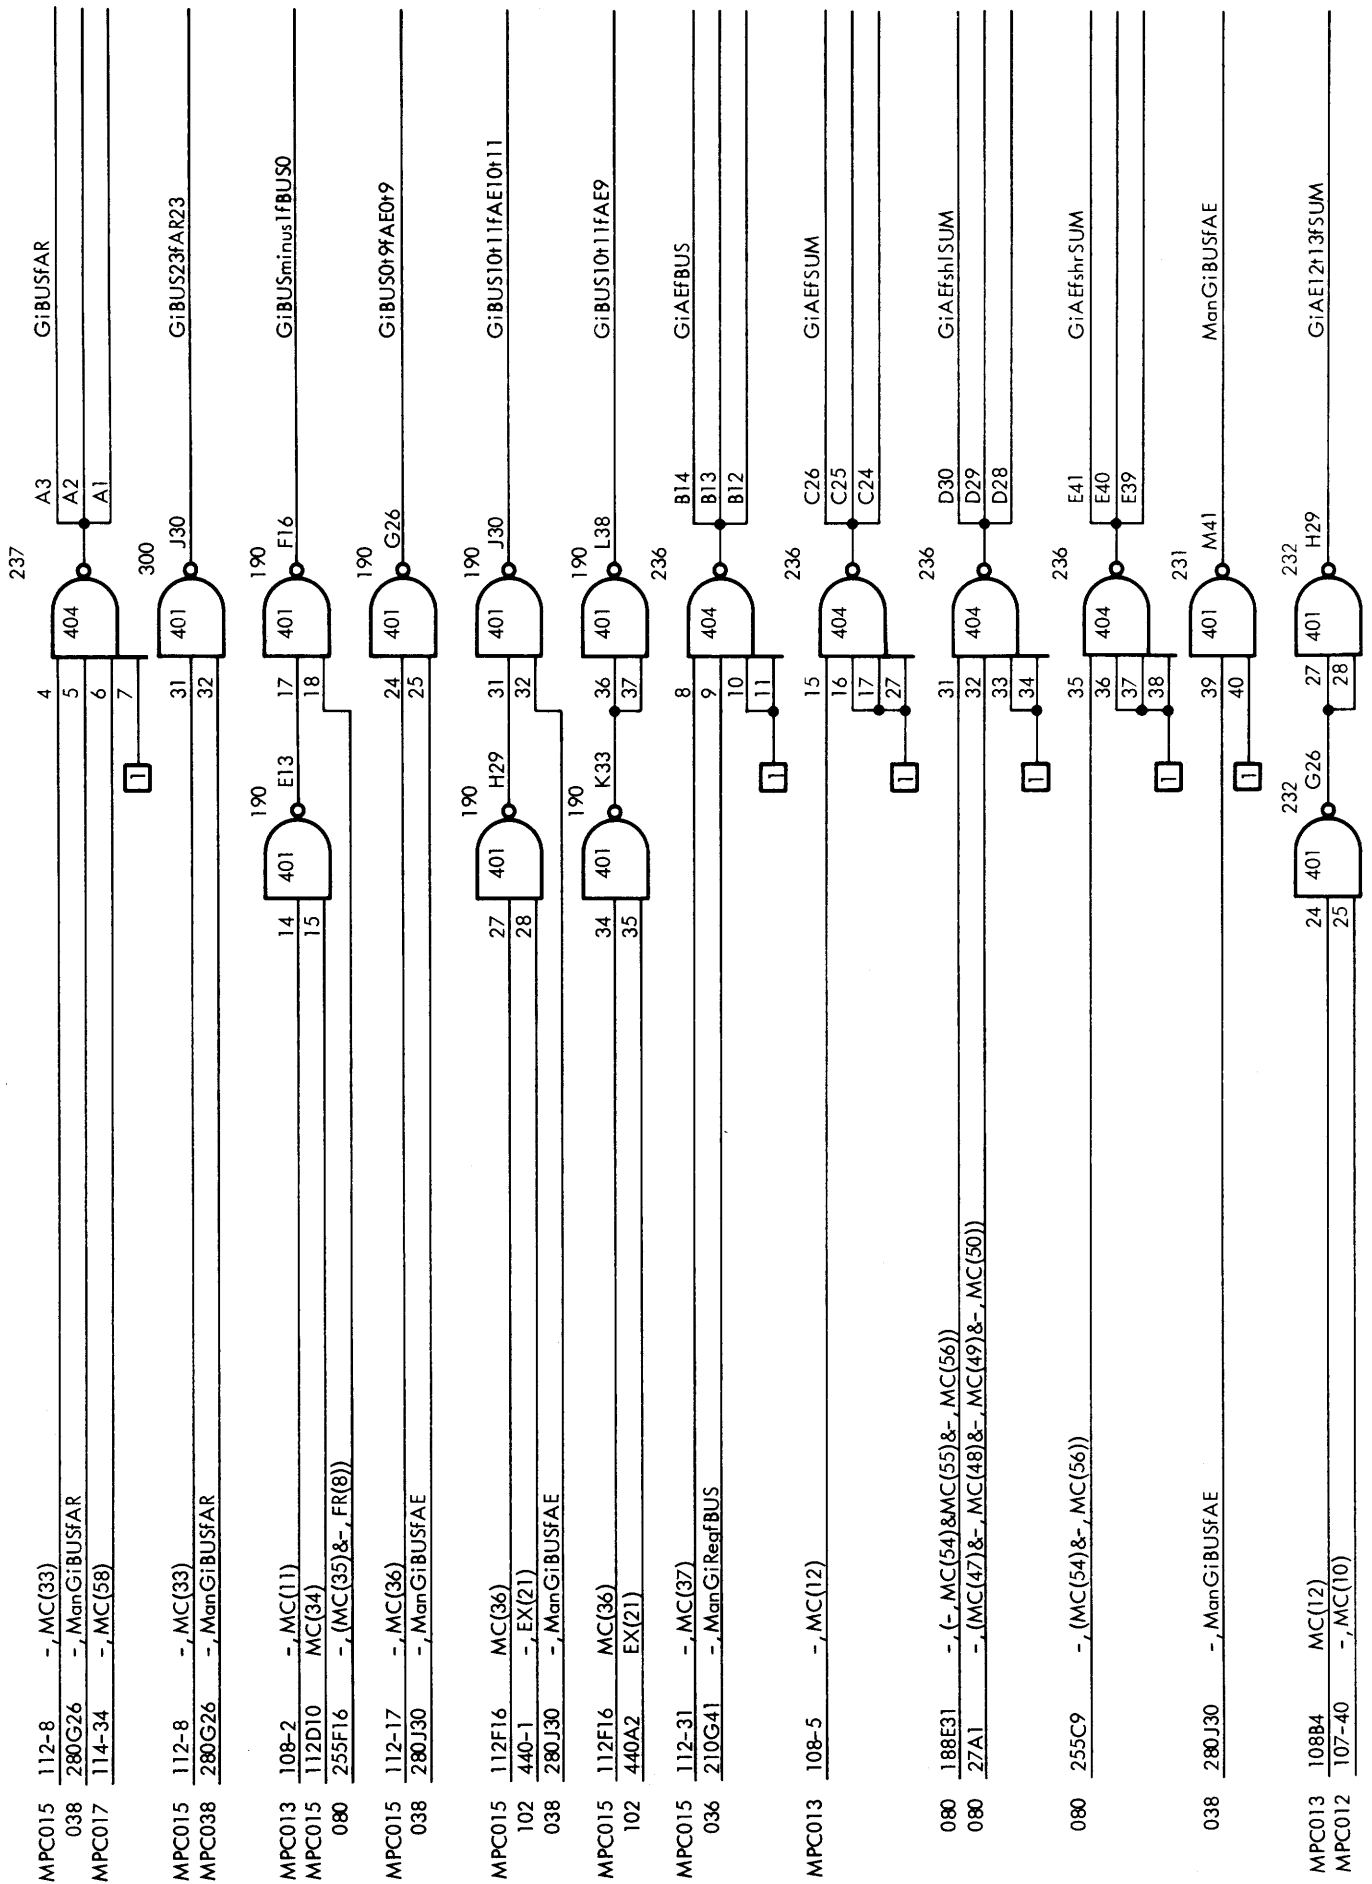 MPC015 112-8 -,MC(33) 4 237 A3 GiBUSfAR
038 280G26 -,ManGiBUSfAR 5 404 A2
MPC017 114-34 -,MC(58) 6 A1
7
1
MPC015 112-8 -,MC(33) 31 401 300 J30 GiBUS23fAR23
MPC038 280G26 -,ManGiBUSfAR 32
MPC013 108-2 -,MC(11) 14 401 190 E13 17 401 190 F16 GiBUSminus1fBUS0
MPC015 112D10 MC(34) 15 18
080 255F16 -,(MC(35)&-,FR(8))
MPC015 112-17 -,MC(36) 24 401 190 G26 GiBUS0t9fAE0t9
038 280J30 -,ManGiBUSfAE 25
MPC015 112F16 MC(36) 27 401 190 H29 31 401 190 J30 GiBUS10t11fAE10t11
102 440-1 -,EX(21) 28 32
038 280J30 -,ManGiBUSfAE
MPC015 112F16 MC(36) 34 401 190 K33 36 401 190 L38 GiBUS10t11fAE9
102 440A2 EX(21) 35 37
MPC015 112-31 -,MC(37) 8 236 B14 GiAEfBUS
036 210G41 -,ManGiRegfBUS 9 404 B13
10 B12
11
1
MPC013 108-5 -,MC(12) 15 236 C26 GiAEfSUM
16 404 C25
17 C24
27
1
080 188E31 -,(-,MC(54)&MC(55)&-,MC(56)) 31 236 D30 GiAEfshlSUM
080 27A1 -,(MC(47)&-,MC(48)&-,MC(49)&-,MC(50)) 32 404 D29
33 D28
34
1
080 255C9 -,(MC(54)&-,MC(56)) 35 236 E41 GiAEfshrSUM
36 404 E40
37 E39
38
1
038 280J30 -,ManGiBUSfAE 39 401 231 M41 ManGiBUSfAE
40
1
MPC013 108B4 MC(12) 24 401 232 G26 27 401 232 H29 GiAE12t13fSUM
MPC012 107-40 -,MC(10) 25 28